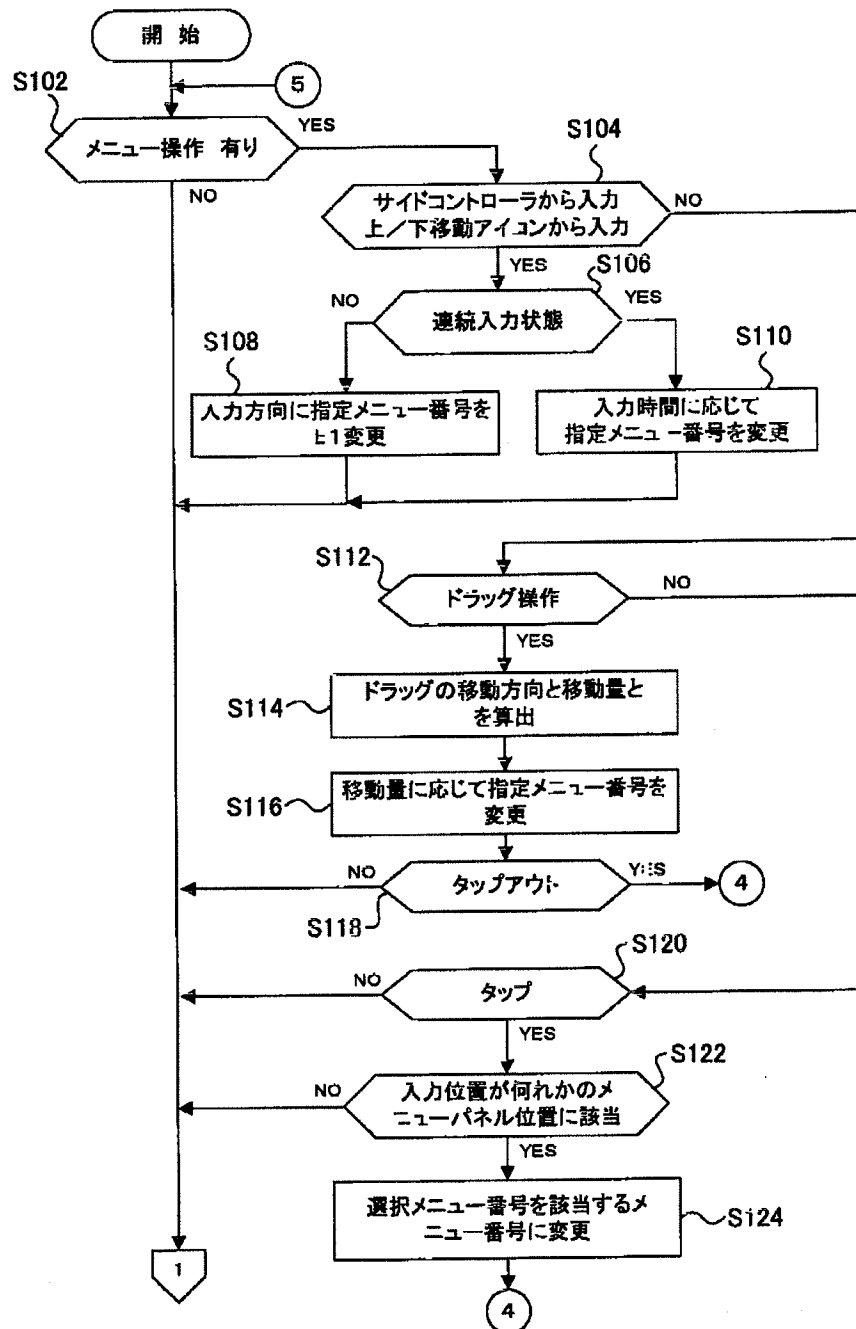 開 始
5
S102
メニュー操作 有り
YES
NO
S104
サイドコントローラから入力
上／下移動アイコンから入力
NO
YES
S106
連続入力状態
NO
YES
S108
入力方向に指定メニュー番号を
±1変更
S110
入力時間に応じて
指定メニュー番号を変更
S112
ドラッグ操作
NO
YES
S114
ドラッグの移動方向と移動量と
を算出
S116
移動量に応じて指定メニュー番号を
変更
NO
タップアウト
YES
4
S118
S120
NO
タップ
YES
S122
NO
入力位置が何れかのメ
ニューパネル位置に該当
YES
選択メニュー番号を該当するメ
ニュー番号に変更
S124
1
4